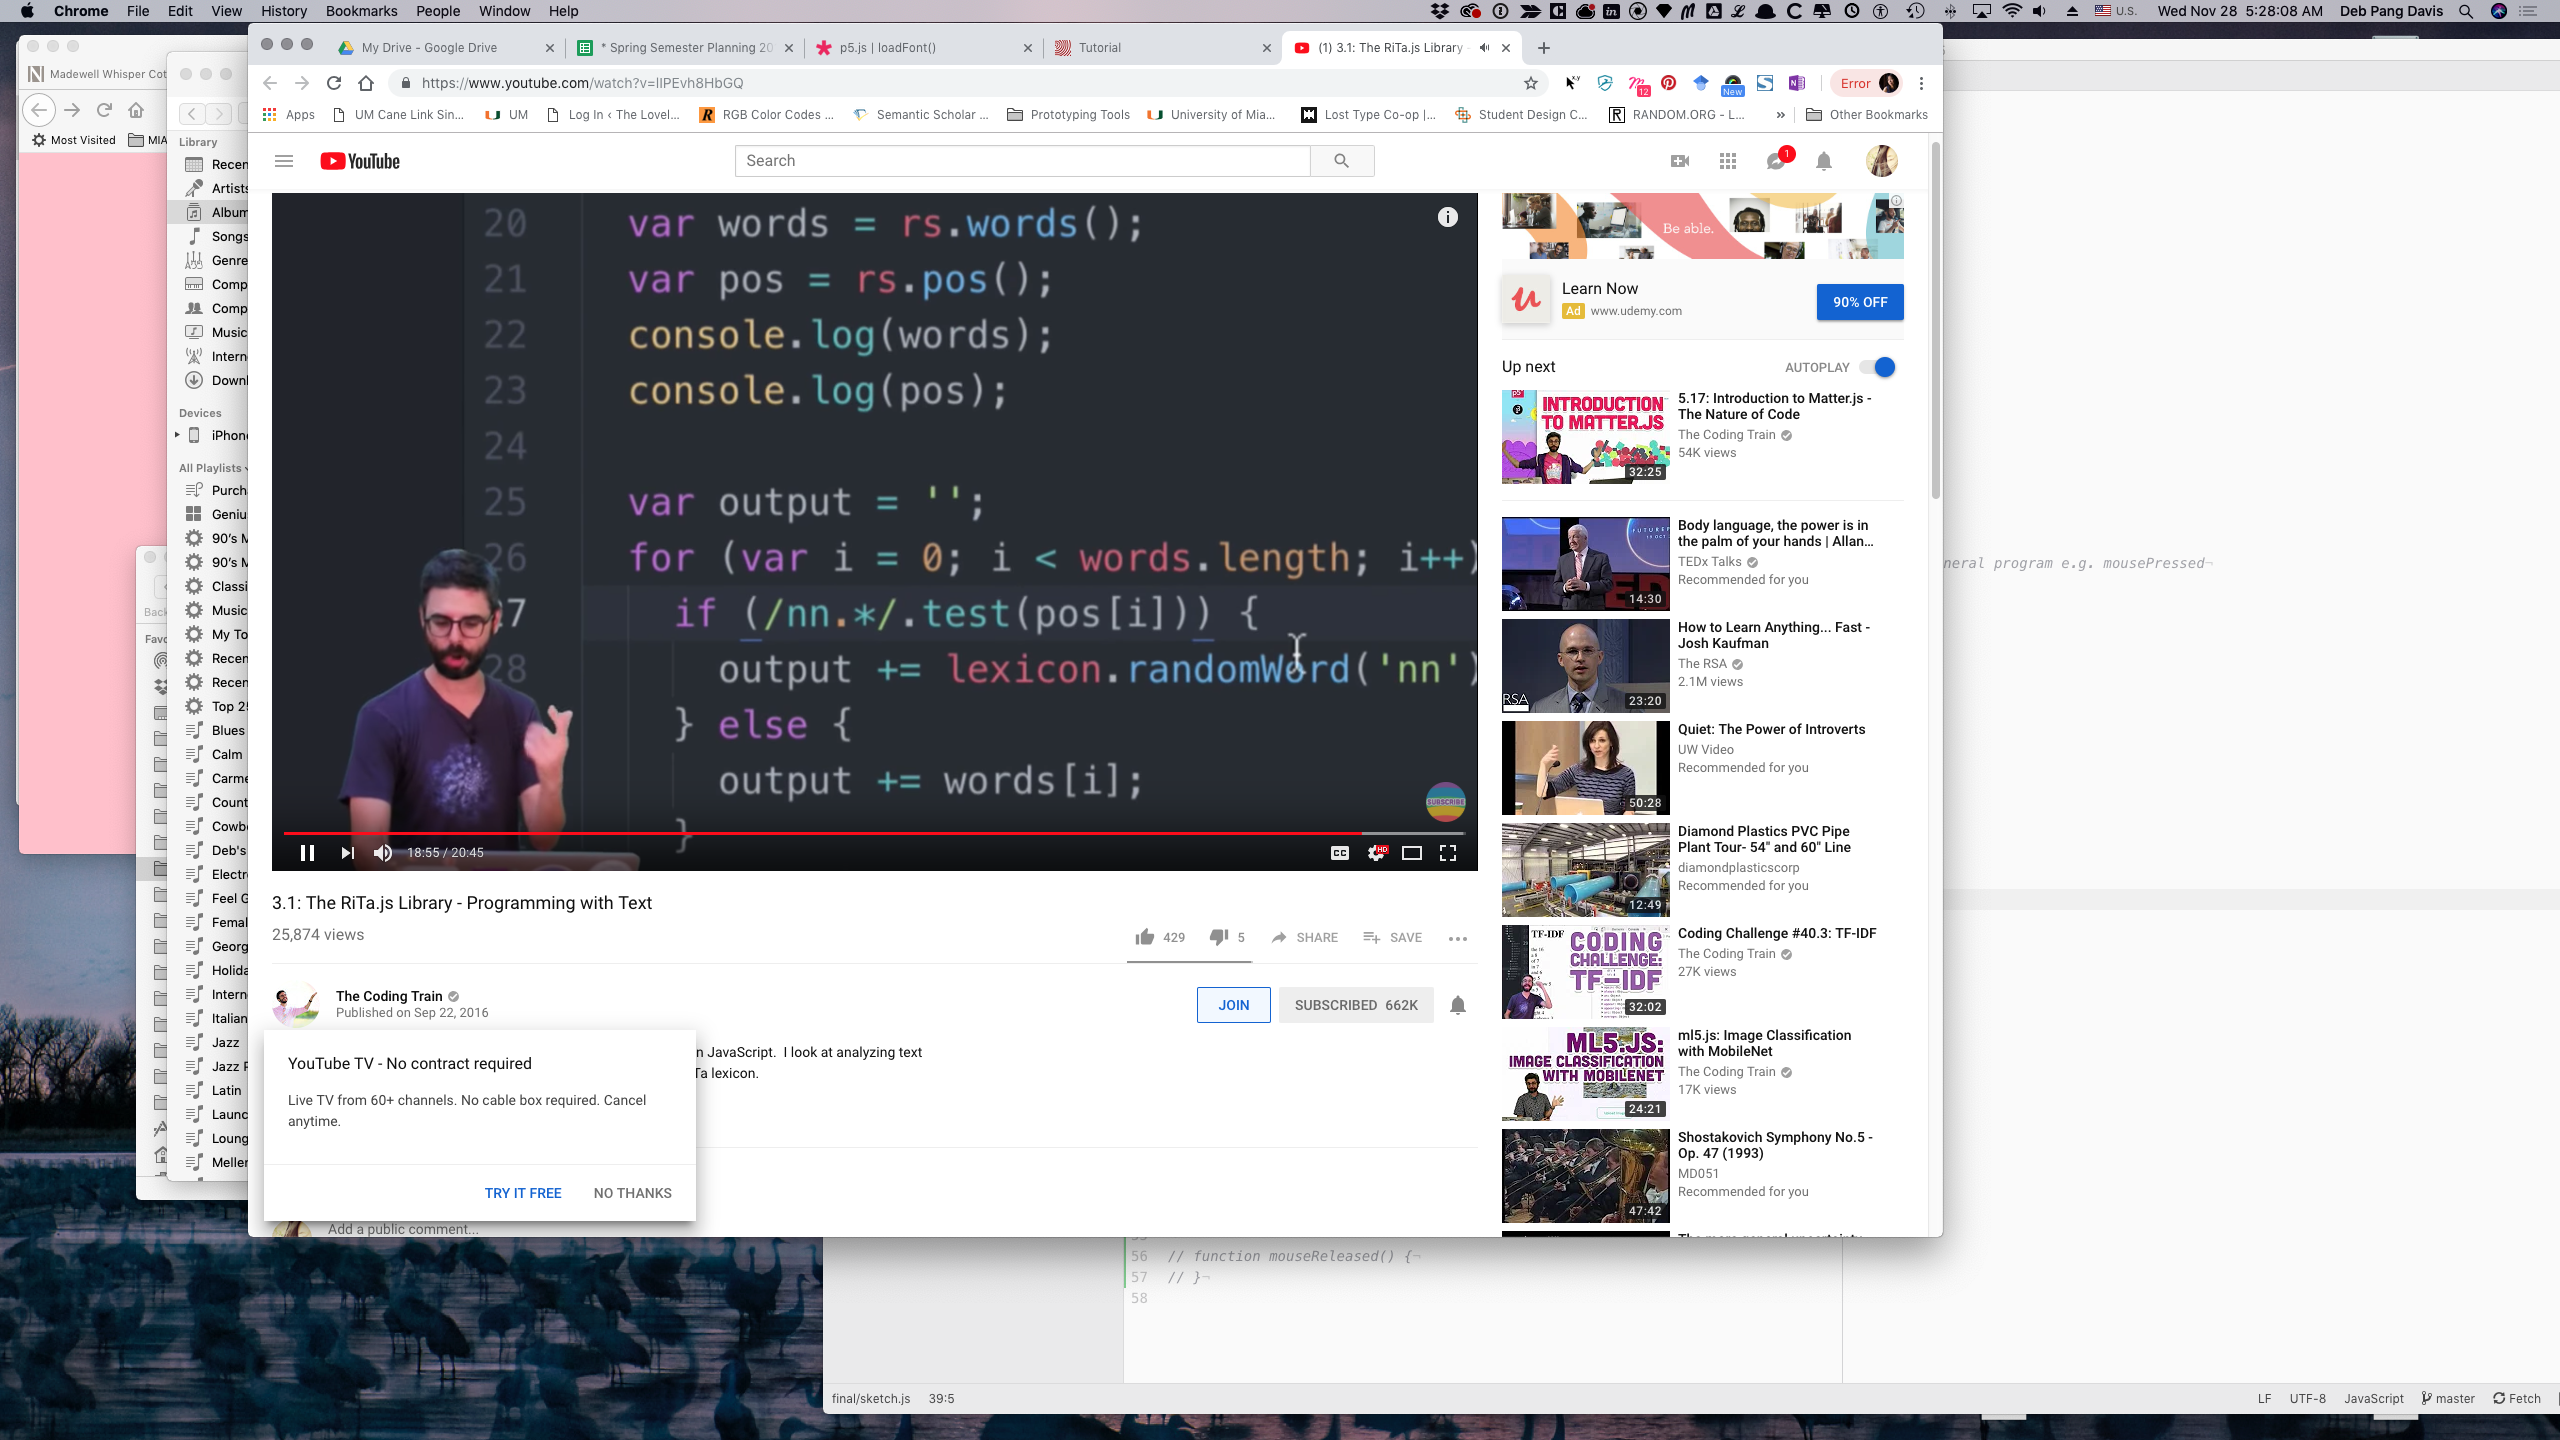 Chrome File Edit View History Bookmarks People Window Help
U.S. Wed Nov 28 5:28:08 AM Deb Pang Davis
My Drive - Google Drive
* Spring Semester Planning 20
p5.js | loadFont()
Tutorial
(1) 3.1: The RiTa.js Library -
https://www.youtube.com/watch?v=lIPEvh8HbGQ
12
New
Error
Apps
UM Cane Link Sin...
UM
Log In ‹ The Lovel...
RGB Color Codes ...
Semantic Scholar ...
Prototyping Tools
University of Mia...
Lost Type Co-op |...
Student Design C...
RANDOM.ORG - L...
»
Other Bookmarks
Madewell Whisper Cot
Most Visited
MIA
Library
Recen
Artists
Album
Songs
Genre
Comp
Comp
Music
Intern
Downl
Devices
iPhone
All Playlists
Purch
Genius
90's M
90's M
Classi
Music
My To
Recen
Recen
Top 25
Blues
Calm
Carme
Count
Cowbo
Deb's
Electr
Feel G
Femal
Georg
Holida
Intern
Italian
Jazz
Jazz P
Latin
Launc
Loung
Meller
Back
Favo
YouTube
Search
1
20 var words = rs.words();
21 var pos = rs.pos();
22 console.log(words);
23 console.log(pos);
24
25 var output = '';
26 for (var i = 0; i < words.length; i++)
7 if (/nn.*/.test(pos[i])) {
28 output += lexicon.randomWord('nn')
} else {
output += words[i];
}
SUBSCRIBE
18:55 / 20:45
CC
HD
3.1: The RiTa.js Library - Programming with Text
25,874 views
429
5
SHARE
SAVE
The Coding Train
Published on Sep 22, 2016
JOIN
SUBSCRIBED 662K
n JavaScript. I look at analyzing text
Ta lexicon.
YouTube TV - No contract required
Live TV from 60+ channels. No cable box required. Cancel
anytime.
TRY IT FREE
NO THANKS
Add a public comment...
Be able.
Learn Now
Ad www.udemy.com
90% OFF
Up next
AUTOPLAY
INTRODUCTION
TO MATTER.JS
32:25
5.17: Introduction to Matter.js -
The Nature of Code
The Coding Train
54K views
14:30
Body language, the power is in
the palm of your hands | Allan...
TEDx Talks
Recommended for you
RSA
23:20
How to Learn Anything... Fast -
Josh Kaufman
The RSA
2.1M views
50:28
Quiet: The Power of Introverts
UW Video
Recommended for you
12:49
Diamond Plastics PVC Pipe
Plant Tour- 54" and 60" Line
diamondplasticscorp
Recommended for you
TF-IDF
CODING
CHALLENGE:
TF-IDF
32:02
Coding Challenge #40.3: TF-IDF
The Coding Train
27K views
ML5.JS:
IMAGE CLASSIFICATION
WITH MOBILENET
24:21
ml5.js: Image Classification
with MobileNet
The Coding Train
17K views
47:42
Shostakovich Symphony No.5 -
Op. 47 (1993)
MD051
Recommended for you
neral program e.g. mousePressed¬
56 // function mouseReleased() {¬
57 // }¬
58
final/sketch.js 39:5
LF UTF-8 JavaScript master Fetch